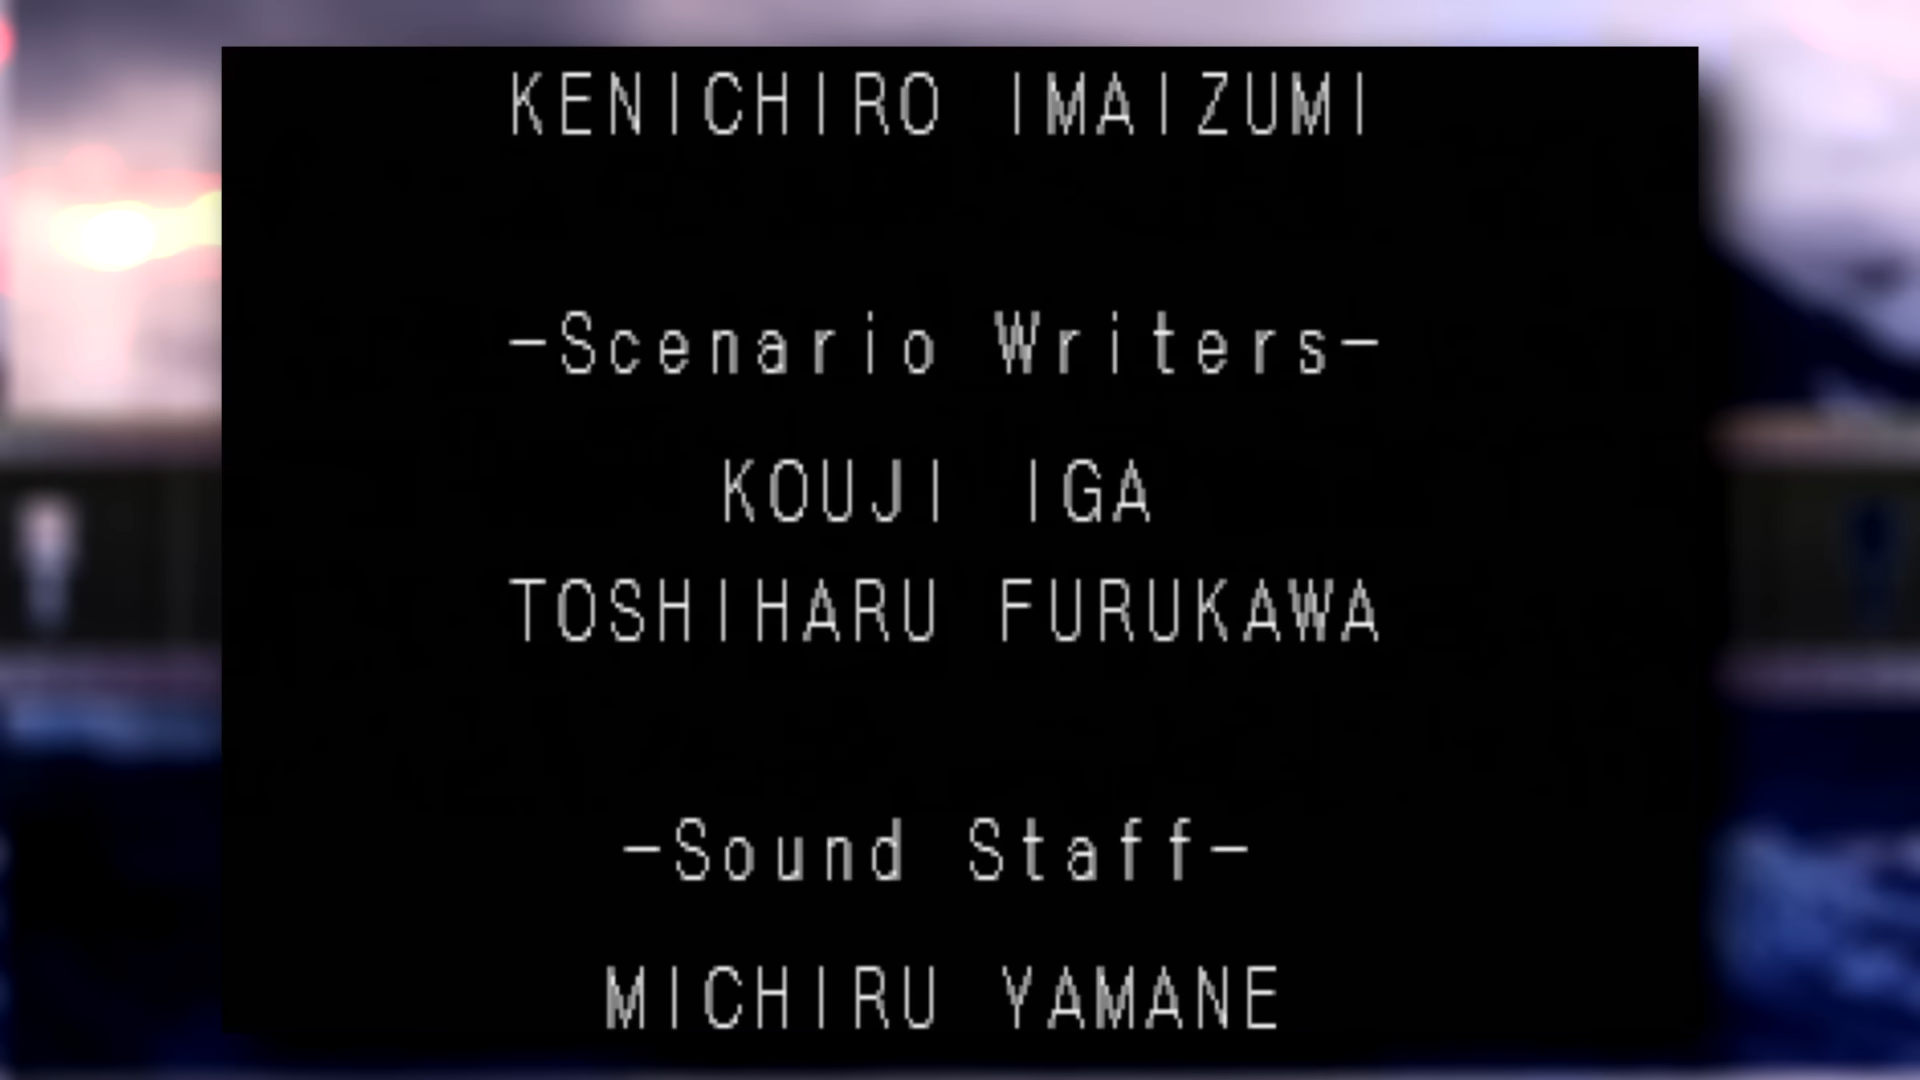 KENICHIRO IMAIZUMI
-Scenario Writers-
KOUJI IGA
TOSHIHARU FURUKAWA
-Sound Staff-
MICHIRU YAMANE